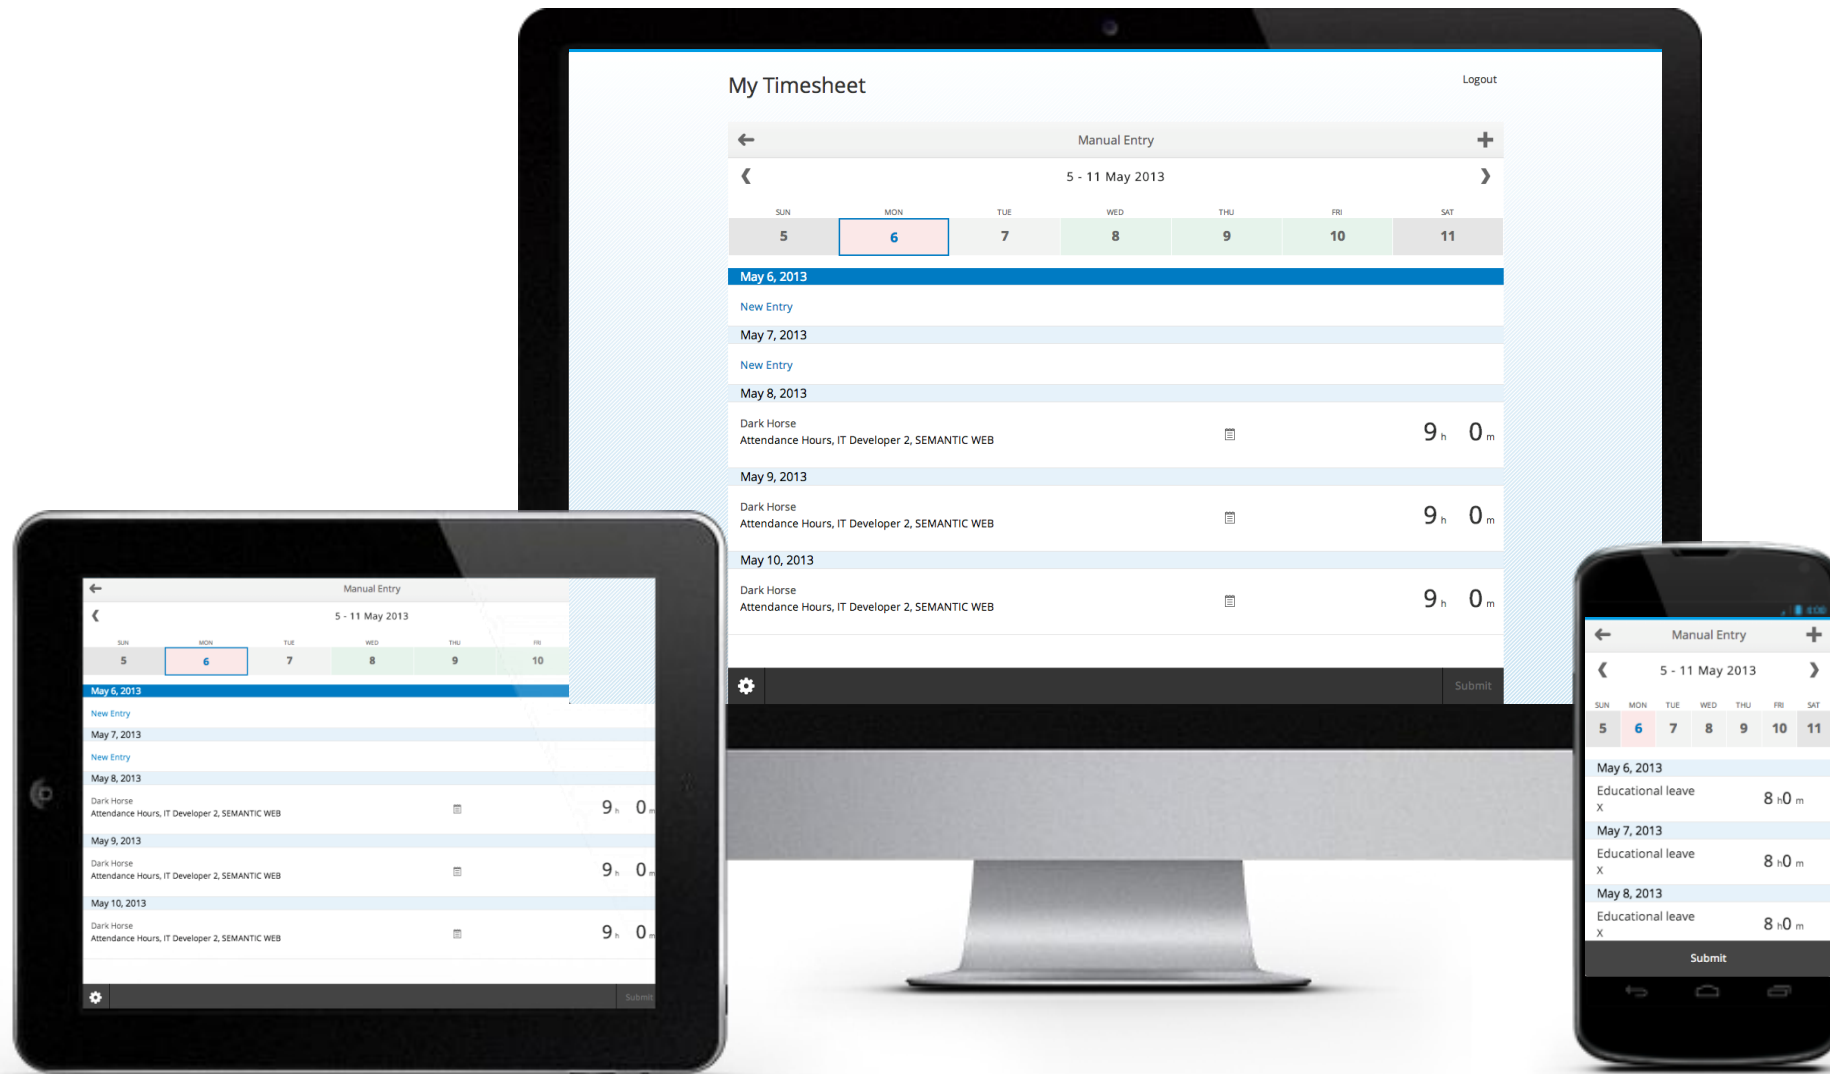 My Timesheet
Logout
Manual Entry
5 - 11 May 2013
SUN MON TUE WED THU FRI SAT
5 6 7 8 9 10 11
May 6, 2013
New Entry
May 7, 2013
New Entry
May 8, 2013
Dark Horse
Attendance Hours, IT Developer 2, SEMANTIC WEB
9 h 0 m
May 9, 2013
Dark Horse
Attendance Hours, IT Developer 2, SEMANTIC WEB
9 h 0 m
May 10, 2013
Dark Horse
Attendance Hours, IT Developer 2, SEMANTIC WEB
9 h 0 m
Submit
Manual Entry
5 - 11 May 2013
SUN MON TUE WED THU FRI
5 6 7 8 9 10
May 6, 2013
New Entry
May 7, 2013
New Entry
May 8, 2013
Dark Horse
Attendance Hours, IT Developer 2, SEMANTIC WEB
9 h 0 m
May 9, 2013
Dark Horse
Attendance Hours, IT Developer 2, SEMANTIC WEB
9 h 0 m
May 10, 2013
Dark Horse
Attendance Hours, IT Developer 2, SEMANTIC WEB
9 h 0 m
Submit
Manual Entry
5 - 11 May 2013
SUN MON TUE WED THU FRI SAT
5 6 7 8 9 10 11
May 6, 2013
Educational leave
X
8 h0 m
May 7, 2013
Educational leave
X
8 h0 m
May 8, 2013
Educational leave
X
8 h0 m
Submit